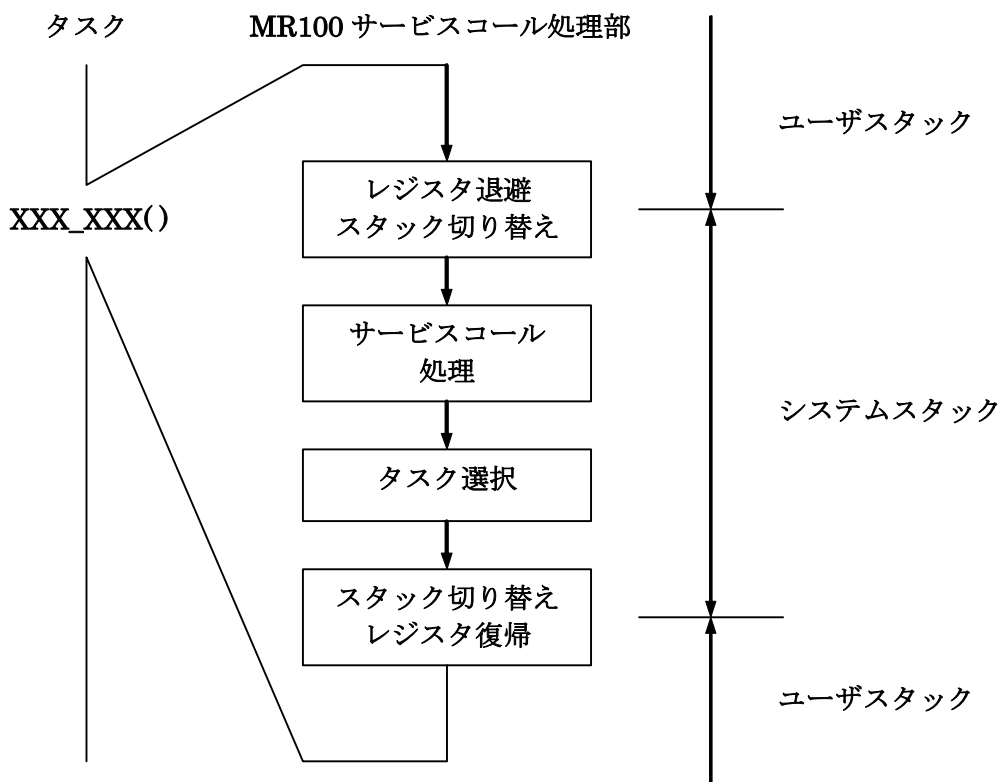 タスク
MR100 サービスコール処理部
ユーザスタック
レジスタ退避
スタック切り替え
XXX_XXX()
サービスコール
処理
システムスタック
タスク選択
スタック切り替え
レジスタ復帰
ユーザスタック